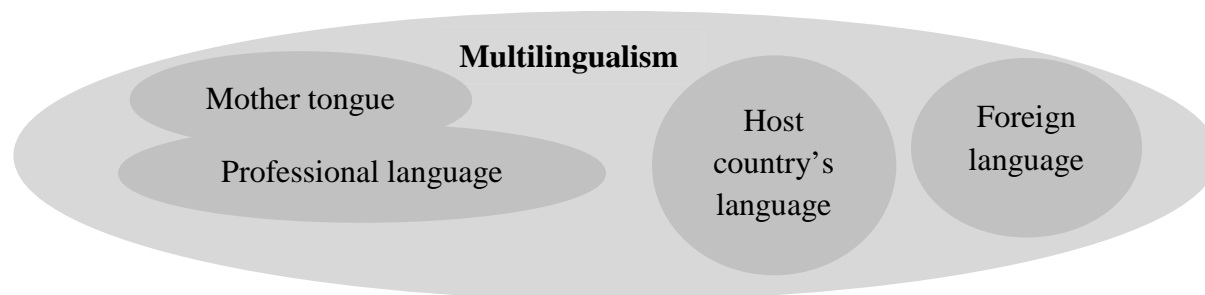 Multilingualism
Mother tongue
Professional language
Host
country’s
language
Foreign
language